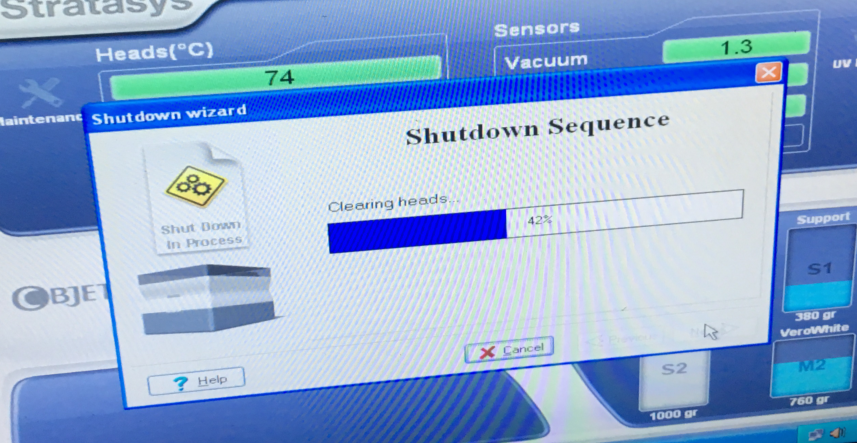 Stratasys
Heads(°C)
74
Sensors
Vacuum
1.3
UV
Maintenanc
Shutdown wizard
Shutdown Sequence
Clearing heads...
42%
Shut Down
In Process
OBJET
Cancel
Help
Support
S1
380 gr
VeroWhite
S2
M2
1000 gr
760 gr